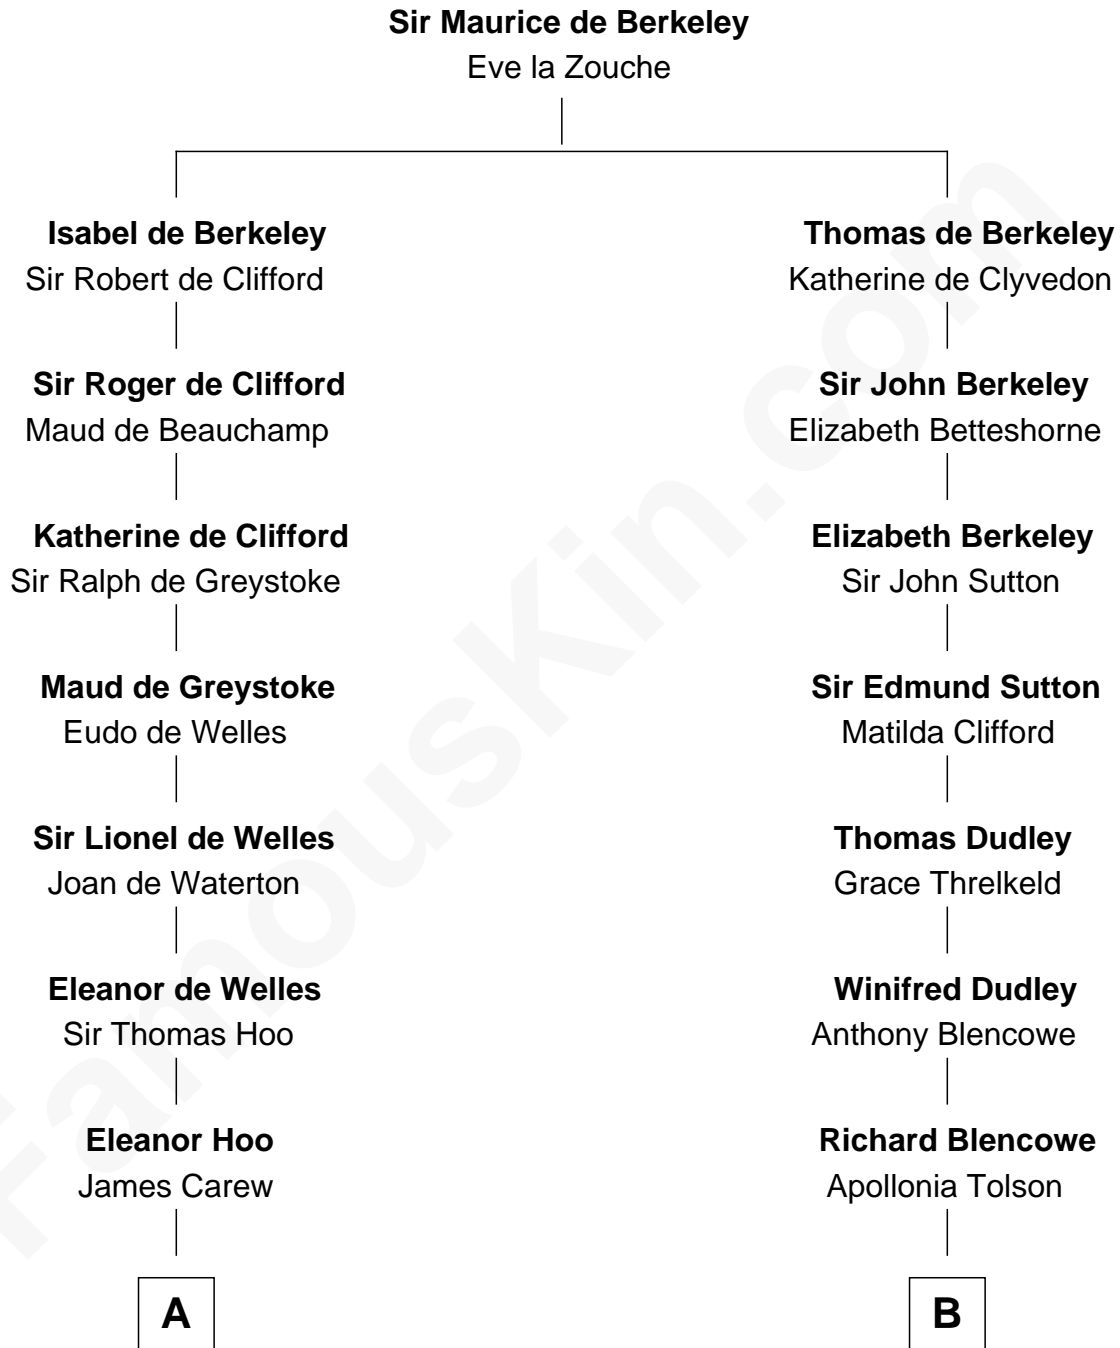 Sir Maurice de Berkeley
Eve la Zouche
Isabel de Berkeley
Sir Robert de Clifford
Thomas de Berkeley
Katherine de Clyvedon
Sir Roger de Clifford
Maud de Beauchamp
Sir John Berkeley
Elizabeth Betteshorne
Katherine de Clifford
Sir Ralph de Greystoke
Elizabeth Berkeley
Sir John Sutton
Maud de Greystoke
Eudo de Welles
Sir Edmund Sutton
Matilda Clifford
Sir Lionel de Welles
Joan de Waterton
Thomas Dudley
Grace Threlkeld
Eleanor de Welles
Sir Thomas Hoo
Winifred Dudley
Anthony Blencowe
Eleanor Hoo
James Carew
Richard Blencowe
Apollonia Tolson
A
B
FamousKin.com